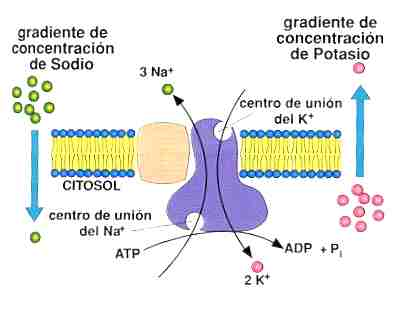 gradiente de
concentración
de Sodio
gradiente de
concentración
de Potasio
3 Na+
centro de unión
del K+
CITOSOL
centro de unión
del Na+
ATP
ADP + Pi
2 K+